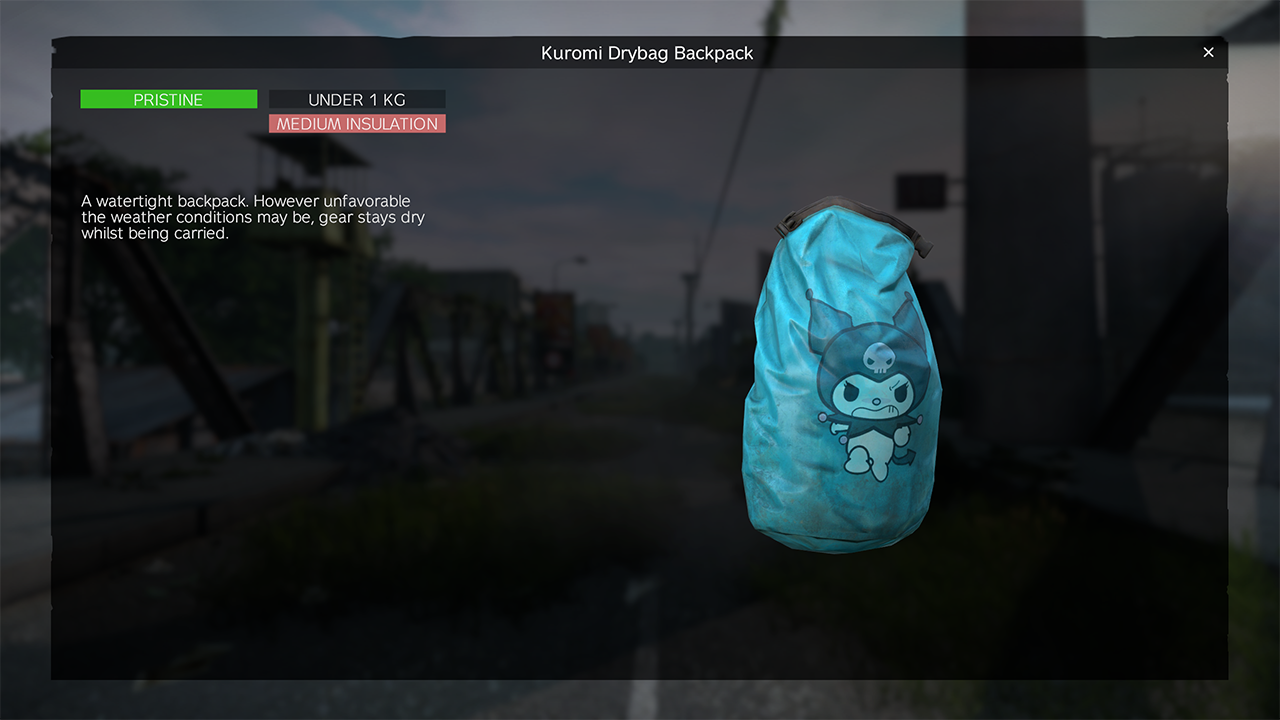 Kuromi Drybag Backpack
PRISTINE
UNDER 1 KG
MEDIUM INSULATION
A watertight backpack. However unfavorable
the weather conditions may be, gear stays dry
whilst being carried.